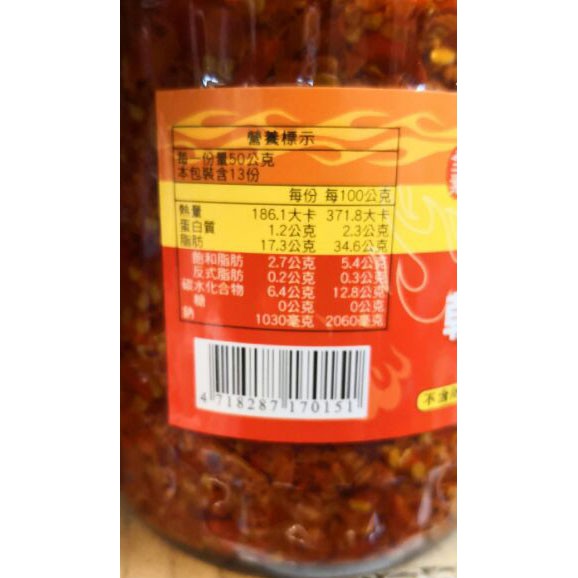 營養標示
每一份量50公克
本包裝含13份
每份 每100公克
熱量 186.1大卡 371.8大卡
蛋白質 1.2公克 2.3公克
脂肪 17.3公克 34.6公克
飽和脂肪 2.7公克 5.4公克
反式脂肪 0.2公克 0.3公克
碳水化合物 6.4公克 12.8公克
糖 0公克 0公克
鈉 1030毫克 2060毫克
4 718287 170151
不含